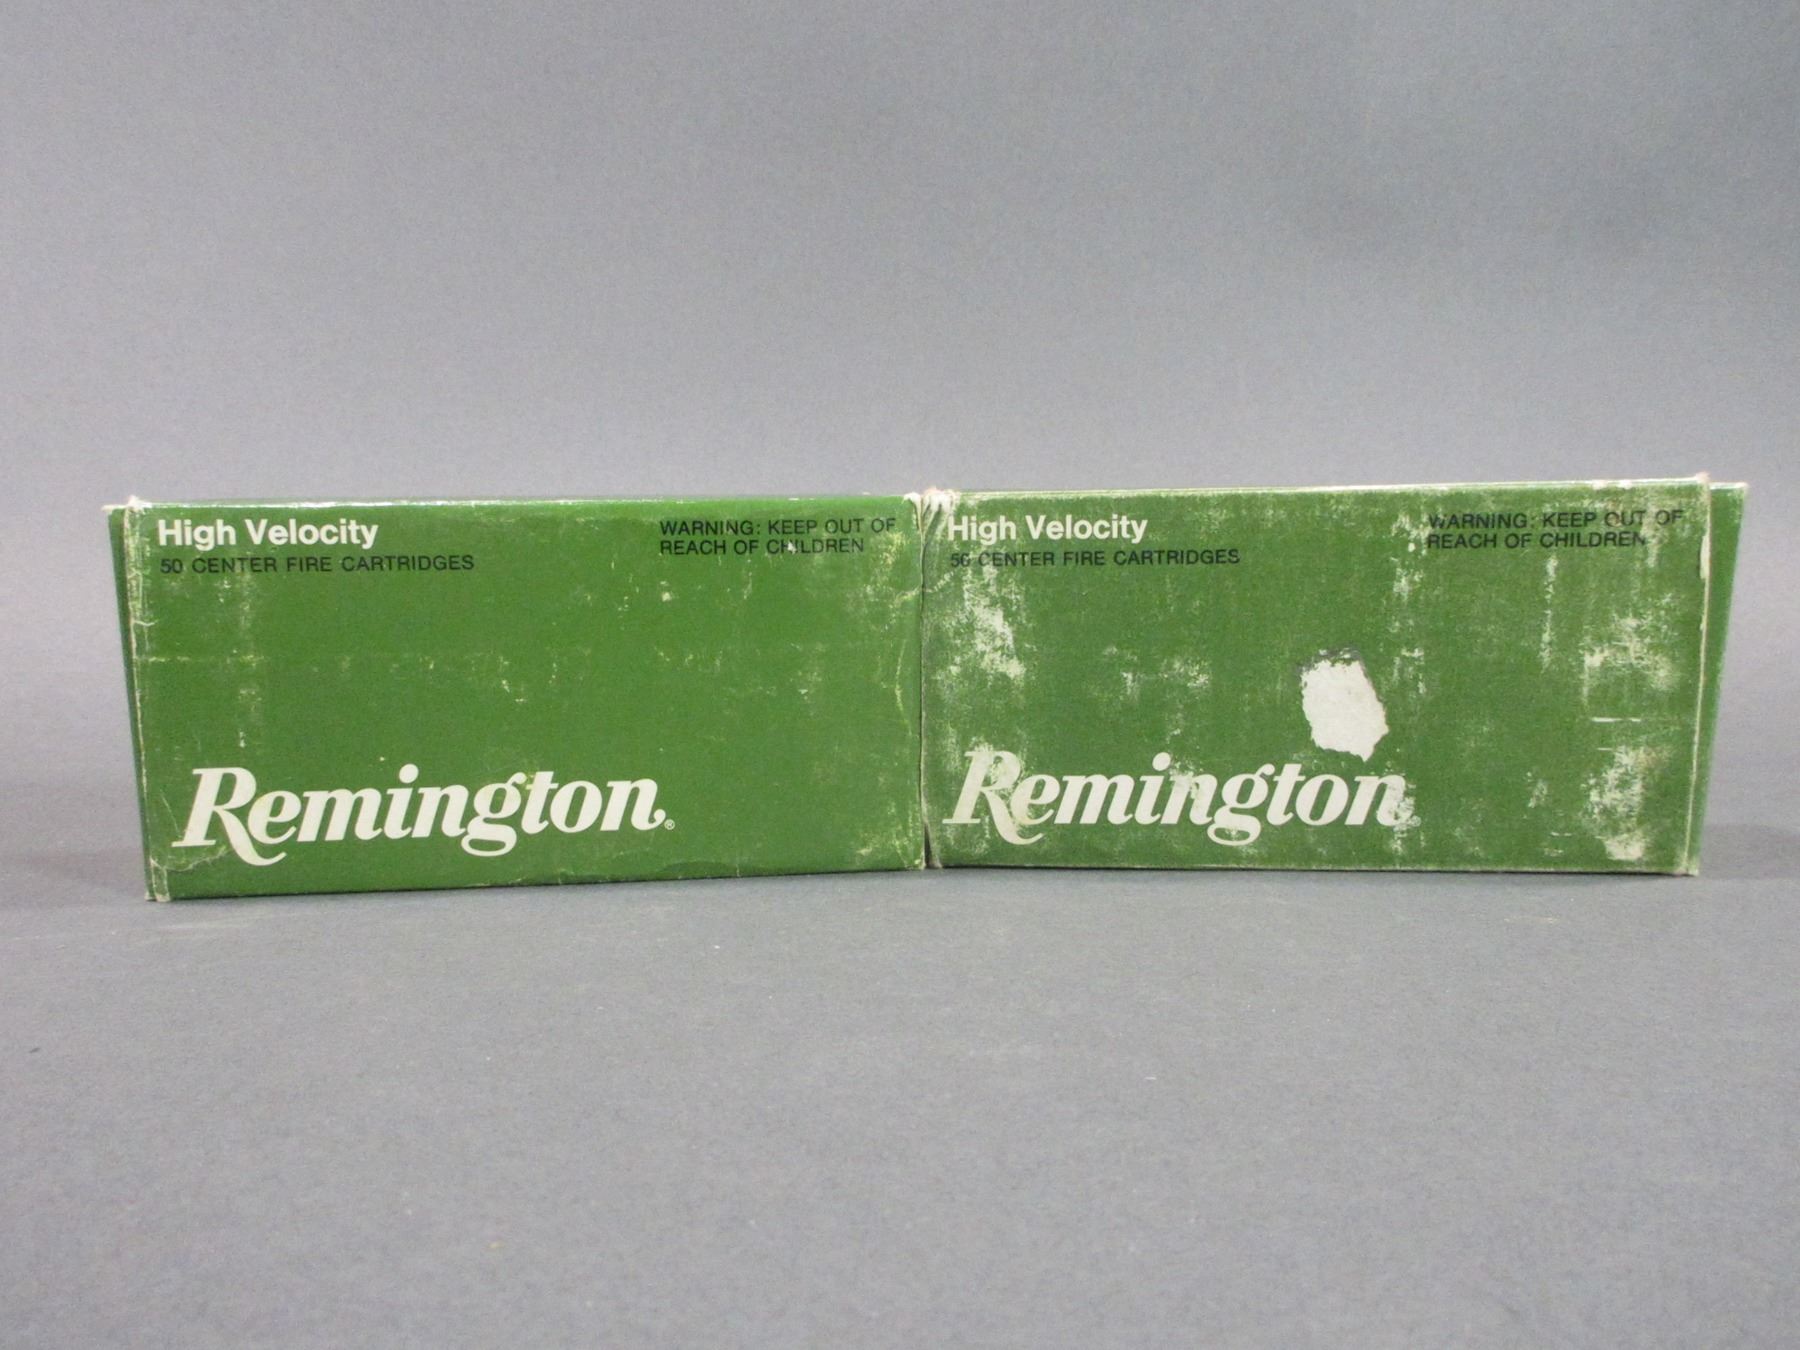 High Velocity
50 CENTER FIRE CARTRIDGES
WARNING: KEEP OUT OF
REACH OF CHILDREN
Remington®
High Velocity
50 CENTER FIRE CARTRIDGES
WARNING: KEEP OUT OF
REACH OF CHILDREN
Remington®